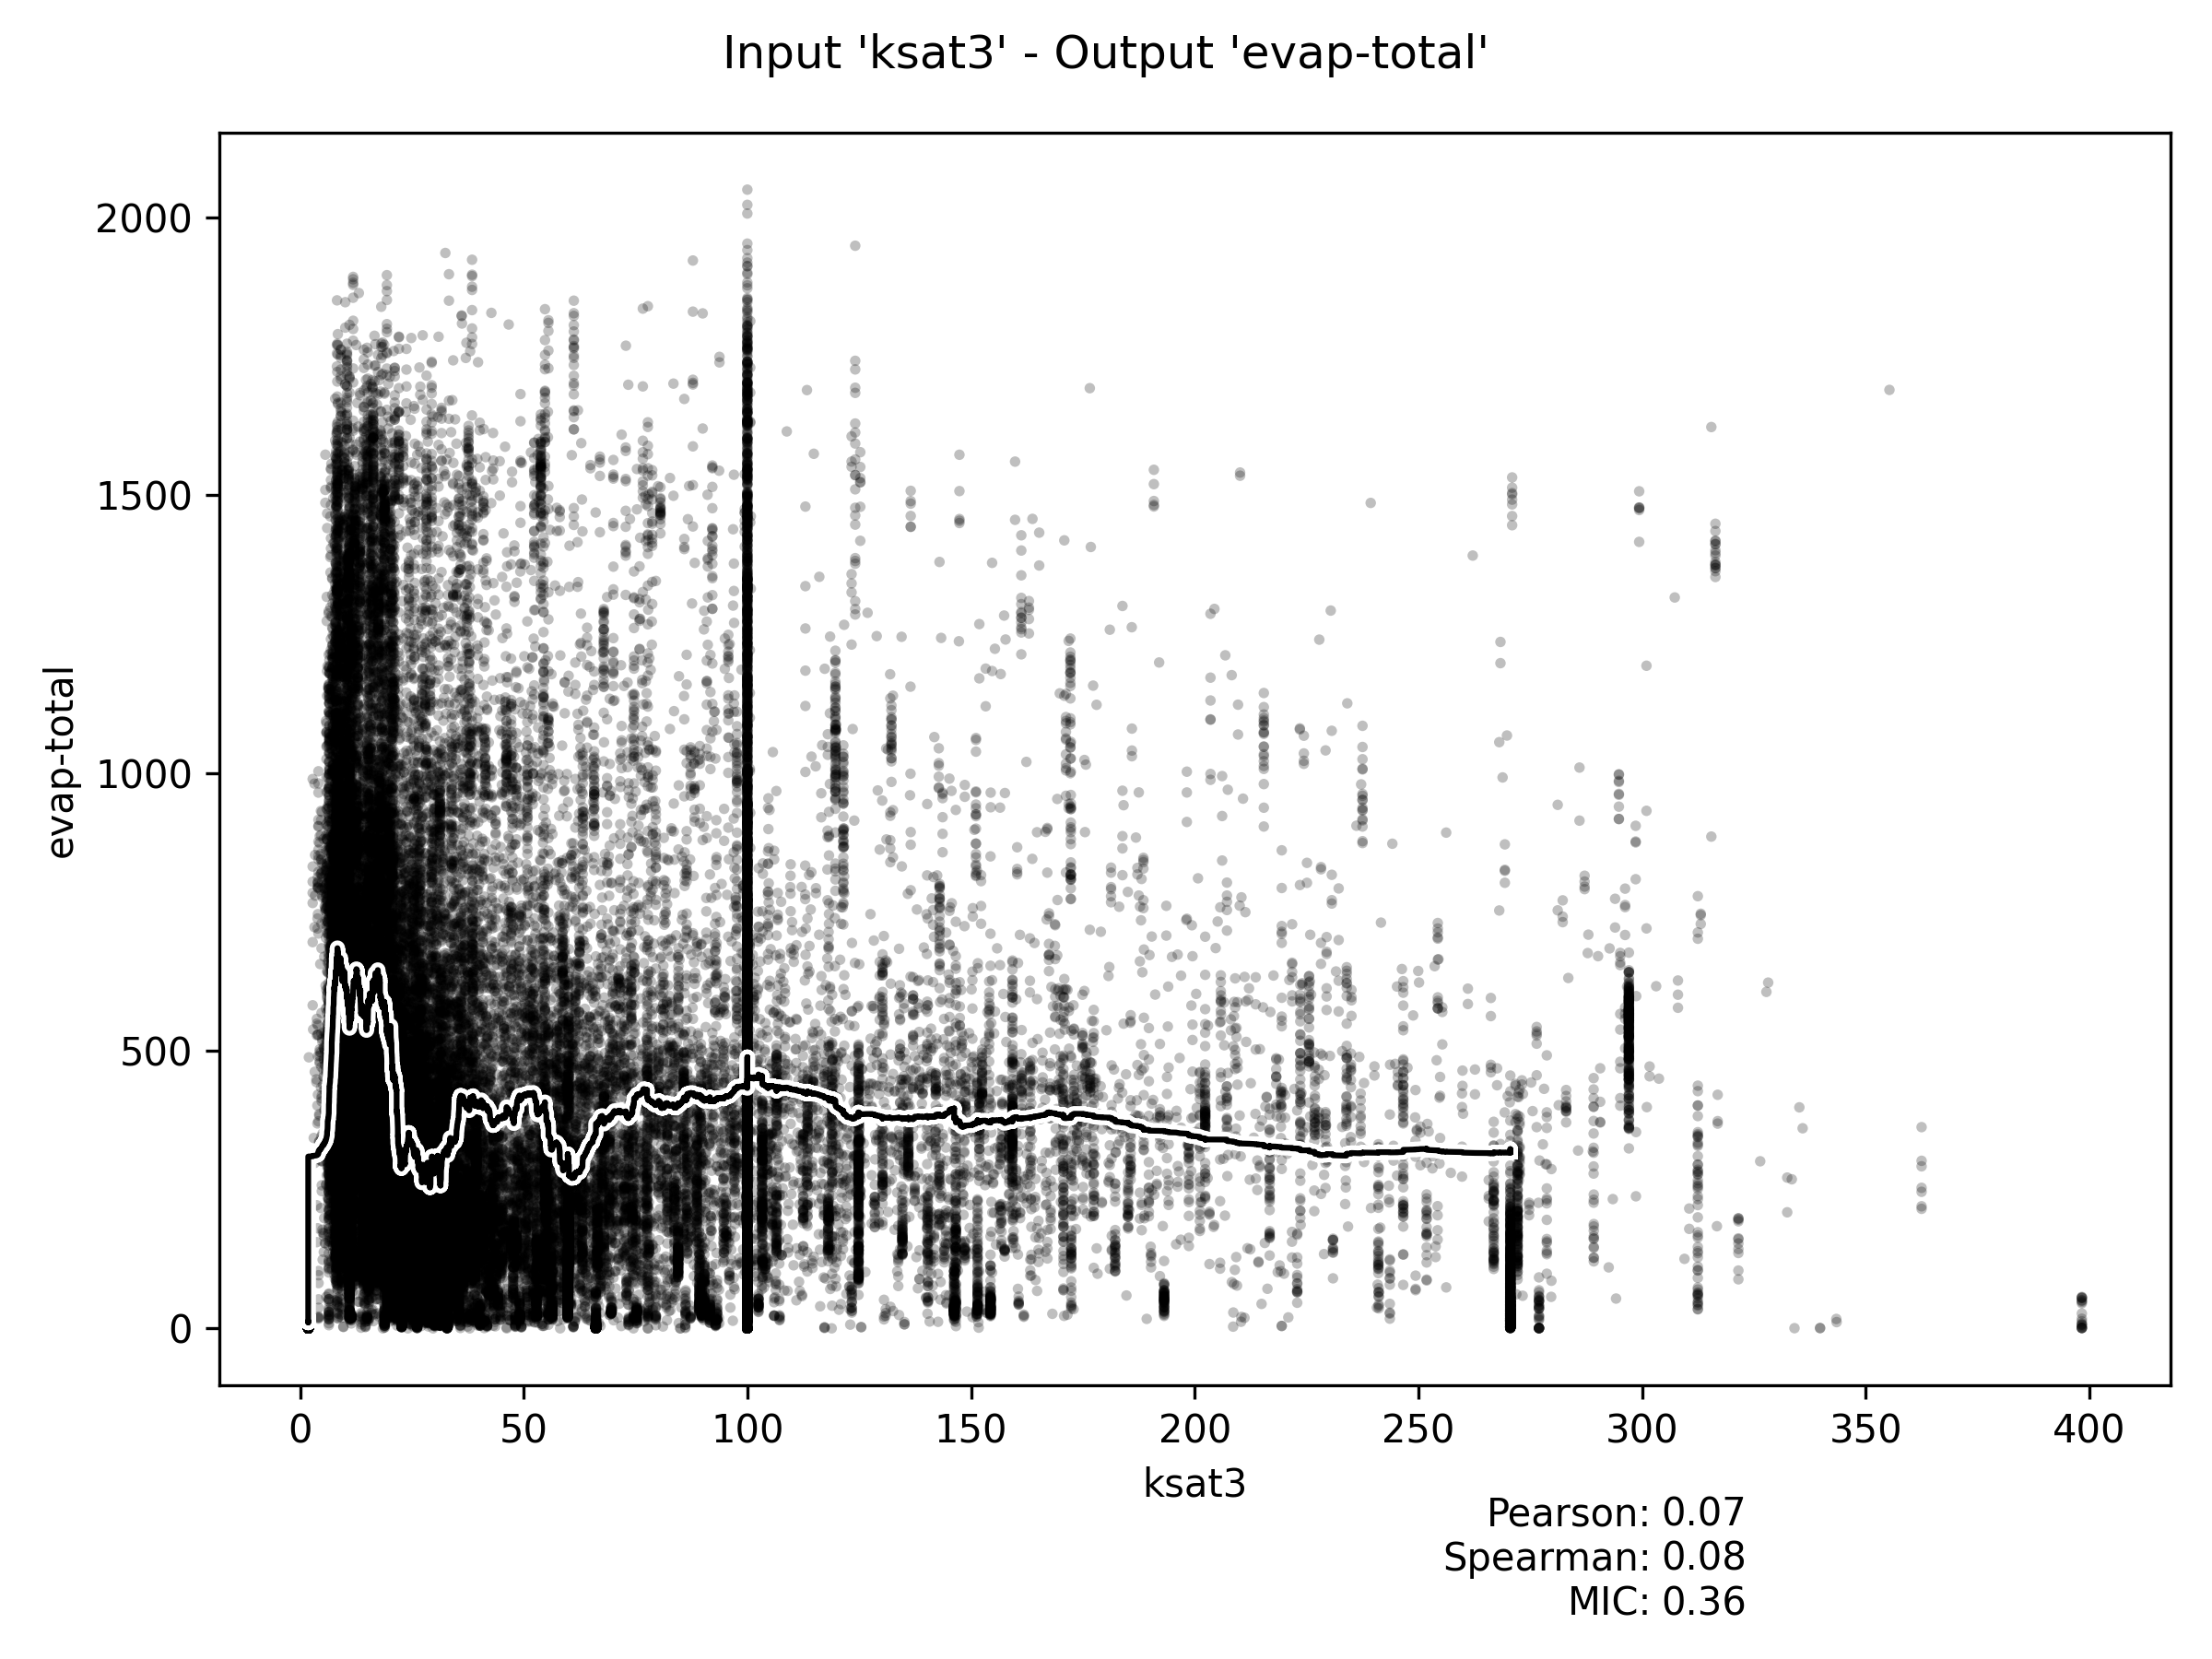 Input 'ksat3' - Output 'evap-total'
2000
1500
1000
500
0
evap-total
0 50 100 150 200 250 300 350 400
ksat3
Pearson: 0.07
Spearman: 0.08
MIC: 0.36